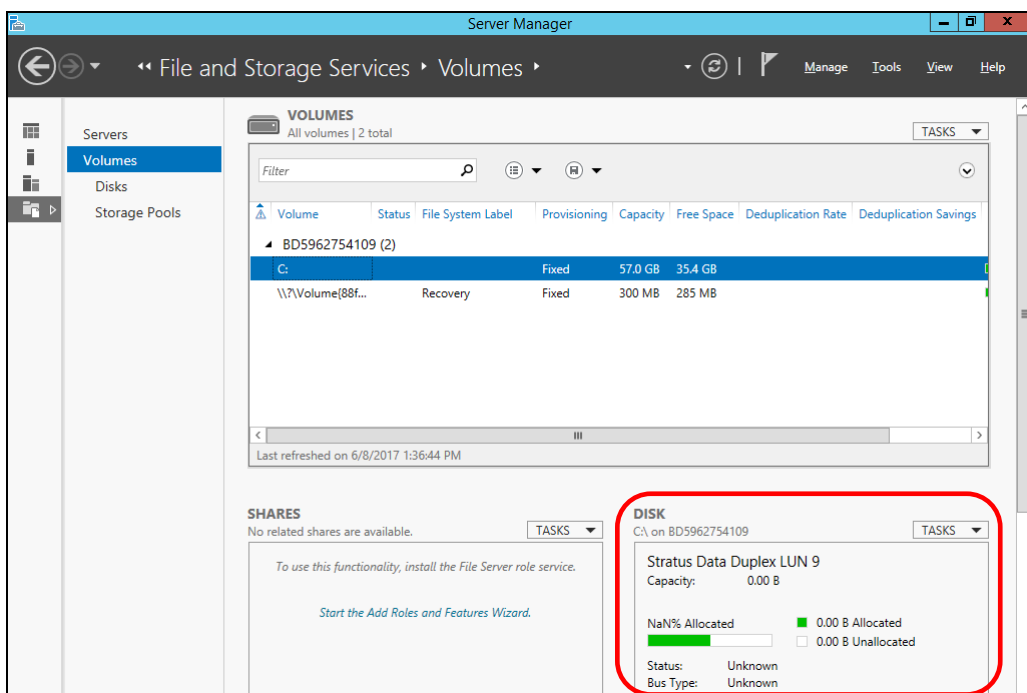 Server Manager
File and Storage Services ‣ Volumes ‣
Manage Tools View Help
Servers
Volumes
Disks
Storage Pools
VOLUMES
All volumes | 2 total
TASKS
Filter
Volume Status File System Label Provisioning Capacity Free Space Deduplication Rate Deduplication Savings
BD5962754109 (2)
C: Fixed 57.0 GB 35.4 GB
\\?\Volume{88f... Recovery Fixed 300 MB 285 MB
Last refreshed on 6/8/2017 1:36:44 PM
SHARES
No related shares are available.
TASKS
To use this functionality, install the File Server role service.
Start the Add Roles and Features Wizard.
DISK
C:\ on BD5962754109
TASKS
Stratus Data Duplex LUN 9
Capacity: 0.00 B
NaN% Allocated
0.00 B Allocated
0.00 B Unallocated
Status: Unknown
Bus Type: Unknown